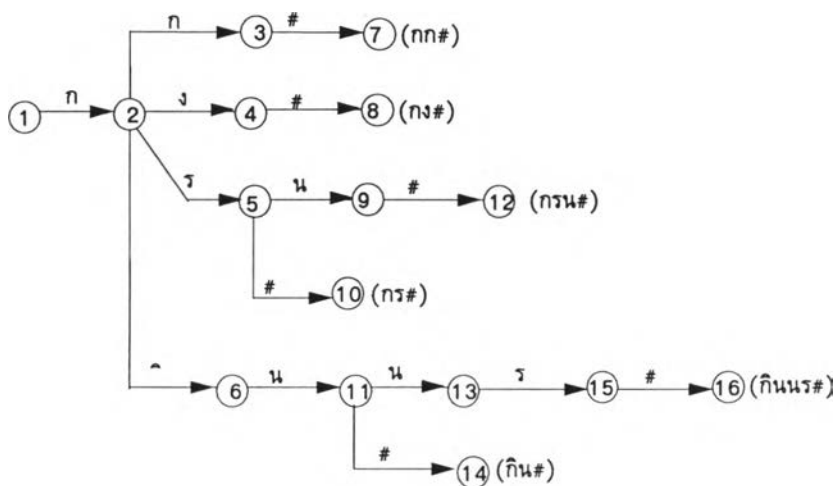 ก # 
3 7 (กก#)
ก ง #
1 2 4 8 (กง#)
ร น #
5 9 12 (กรน#)
#
10 (กร#)
ิ น น ร #
6 11 13 15 16 (กินนร#)
#
14 (กิน#)